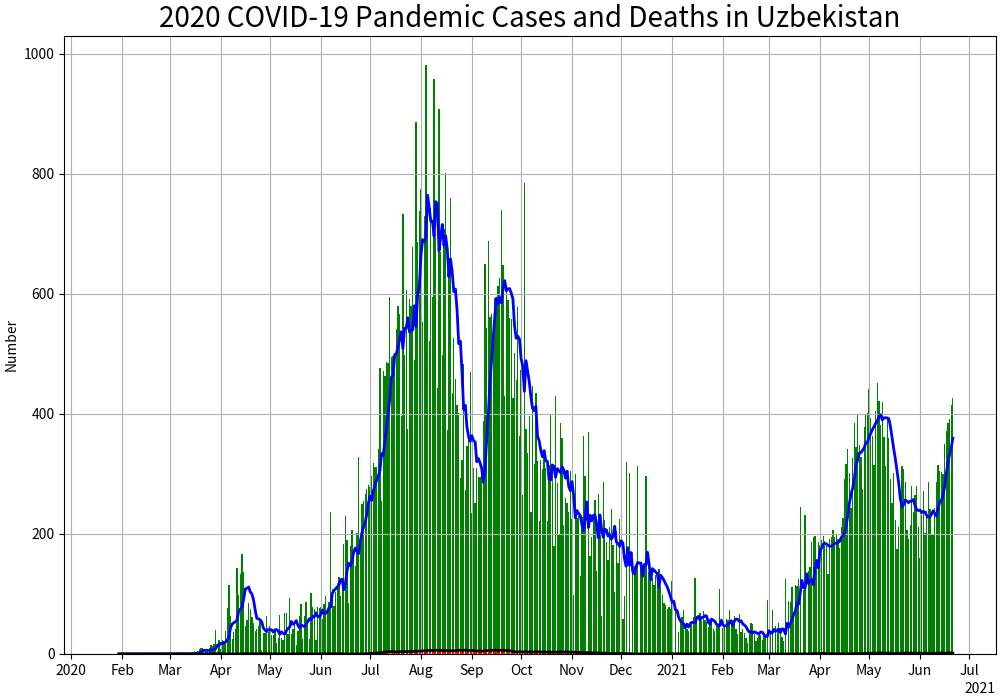 2020 COVID-19 Pandemic Cases and Deaths in Uzbekistan
1000
800
600
400
200
0
Number
2020 Feb Mar Apr May Jun Jul Aug Sep Oct Nov Dec 2021 Feb Mar Apr May Jun Jul
2021